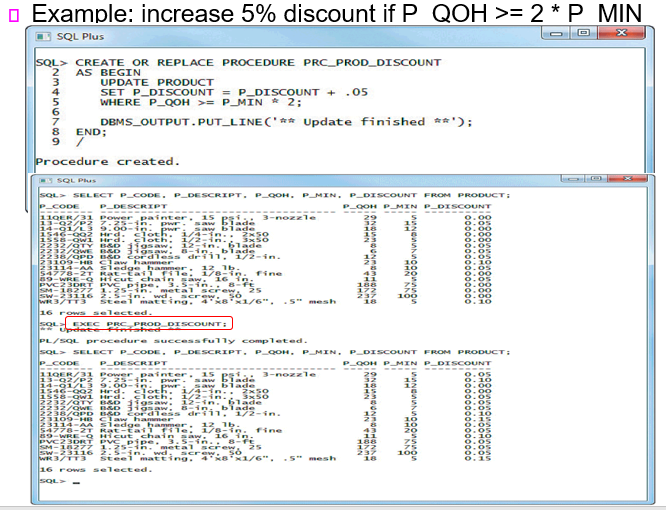 Example: increase 5% discount if P_QOH >= 2 * P_MIN
SQL Plus
SQL> CREATE OR REPLACE PROCEDURE PRC_PROD_DISCOUNT
2 AS BEGIN
3 UPDATE PRODUCT
4 SET P_DISCOUNT = P_DISCOUNT + .05
5 WHERE P_QOH >= P_MIN * 2;
6
7 DBMS_OUTPUT.PUT_LINE('** Update finished **');
8 END;
9 /
Procedure created.
SQL Plus
SQL> SELECT P_CODE, P_DESCRIPT, P_QOH, P_MIN, P_DISCOUNT FROM PRODUCT;
P_CODE P_DESCRIPT P_QOH P_MIN P_DISCOUNT
11QER/31 Power painter, 15 psi., 3-nozzle 29 5 0.00
13-Q2/P2 7.25-in. pwr. saw blade 32 15 0.05
14-Q1/L3 9.00-in. pwr. saw blade 18 12 0.00
1546-QQ2 Hrd. cloth, 1/4-in., 2x50 15 8 0.00
1558-QW1 Hrd. cloth, 1/2-in., 3x50 23 5 0.00
2232/QTY B&D jigsaw, 12-in. blade 8 5 0.05
2232/QWE B&D jigsaw, 8-in. blade 6 7 0.05
2238/QPD B&D cordless drill, 1/2-in. 12 5 0.05
23109-HB Claw hammer 23 10 0.10
23114-AA Sledge hammer, 12 lb. 8 10 0.05
54778-2T Rat-tail file, 1/8-in. fine 43 20 0.00
89-WRE-Q Hicut chain saw, 16 in. 11 5 0.05
PVC23DRT PVC pipe, 3.5-in., 8-ft 188 75 0.00
SM-18277 1.25-in. metal screw, 25 172 75 0.00
SW-23116 2.5-in. wd. screw, 50 237 100 0.00
WR3/TT3 Steel matting, 4'x8'x1/6", .5" mesh 18 5 0.10
16 rows selected.
SQL> EXEC PRC_PROD_DISCOUNT;
** Update finished **
PL/SQL procedure successfully completed.
SQL> SELECT P_CODE, P_DESCRIPT, P_QOH, P_MIN, P_DISCOUNT FROM PRODUCT;
P_CODE P_DESCRIPT P_QOH P_MIN P_DISCOUNT
11QER/31 Power painter, 15 psi., 3-nozzle 29 5 0.05
13-Q2/P2 7.25-in. pwr. saw blade 32 15 0.10
14-Q1/L3 9.00-in. pwr. saw blade 18 12 0.00
1546-QQ2 Hrd. cloth, 1/4-in., 2x50 15 8 0.00
1558-QW1 Hrd. cloth, 1/2-in., 3x50 23 5 0.05
2232/QTY B&D jigsaw, 12-in. blade 8 5 0.05
2232/QWE B&D jigsaw, 8-in. blade 6 7 0.05
2238/QPD B&D cordless drill, 1/2-in. 12 5 0.10
23109-HB Claw hammer 23 10 0.15
23114-AA Sledge hammer, 12 lb. 8 10 0.05
54778-2T Rat-tail file, 1/8-in. fine 43 20 0.05
89-WRE-Q Hicut chain saw, 16 in. 11 5 0.10
PVC23DRT PVC pipe, 3.5-in., 8-ft 188 75 0.05
SM-18277 1.25-in. metal screw, 25 172 75 0.05
SW-23116 2.5-in. wd. screw, 50 237 100 0.05
WR3/TT3 Steel matting, 4'x8'x1/6", .5" mesh 18 5 0.15
16 rows selected.
SQL> _